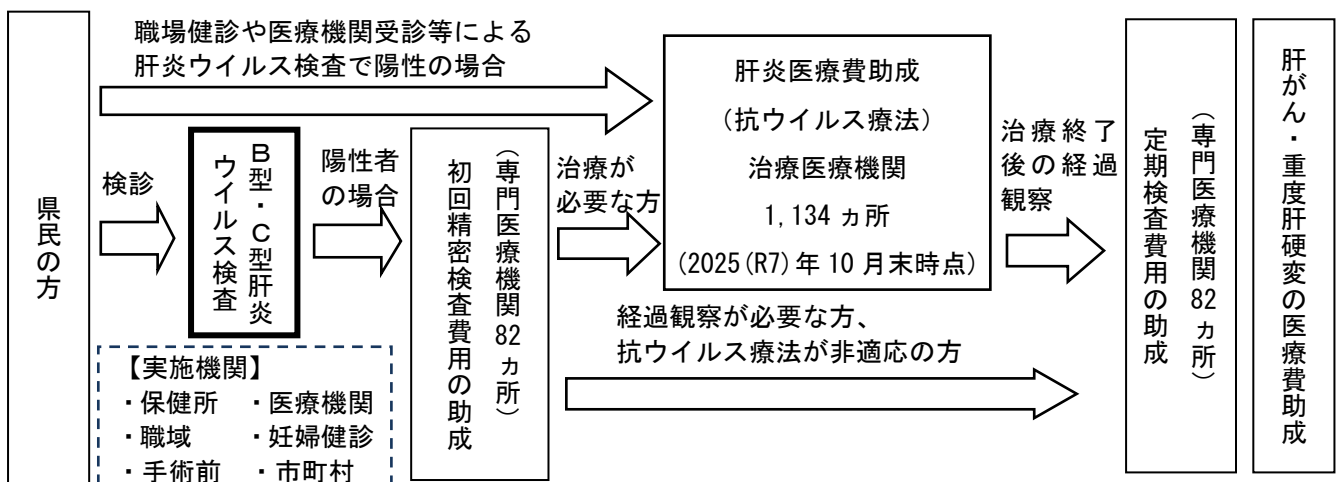 県民の方
職場健診や医療機関受診等による
肝炎ウイルス検査で陽性の場合
検診
B型・C型肝炎
ウイルス検査
【実施機関】
・保健所　・医療機関
・職域　・妊婦健診
・手術前　・市町村
陽性者
の場合
初回精密検査費用の助成
（専門医療機関82ヵ所）
治療が
必要な方
肝炎医療費助成
（抗ウイルス療法）
治療医療機関
1,134ヵ所
(2025(R7)年10月末時点)
経過観察が必要な方、
抗ウイルス療法が非適応の方
治療終了
後の経過
観察
定期検査費用の助成
（専門医療機関82ヵ所）
肝がん・重度肝硬変の医療費助成